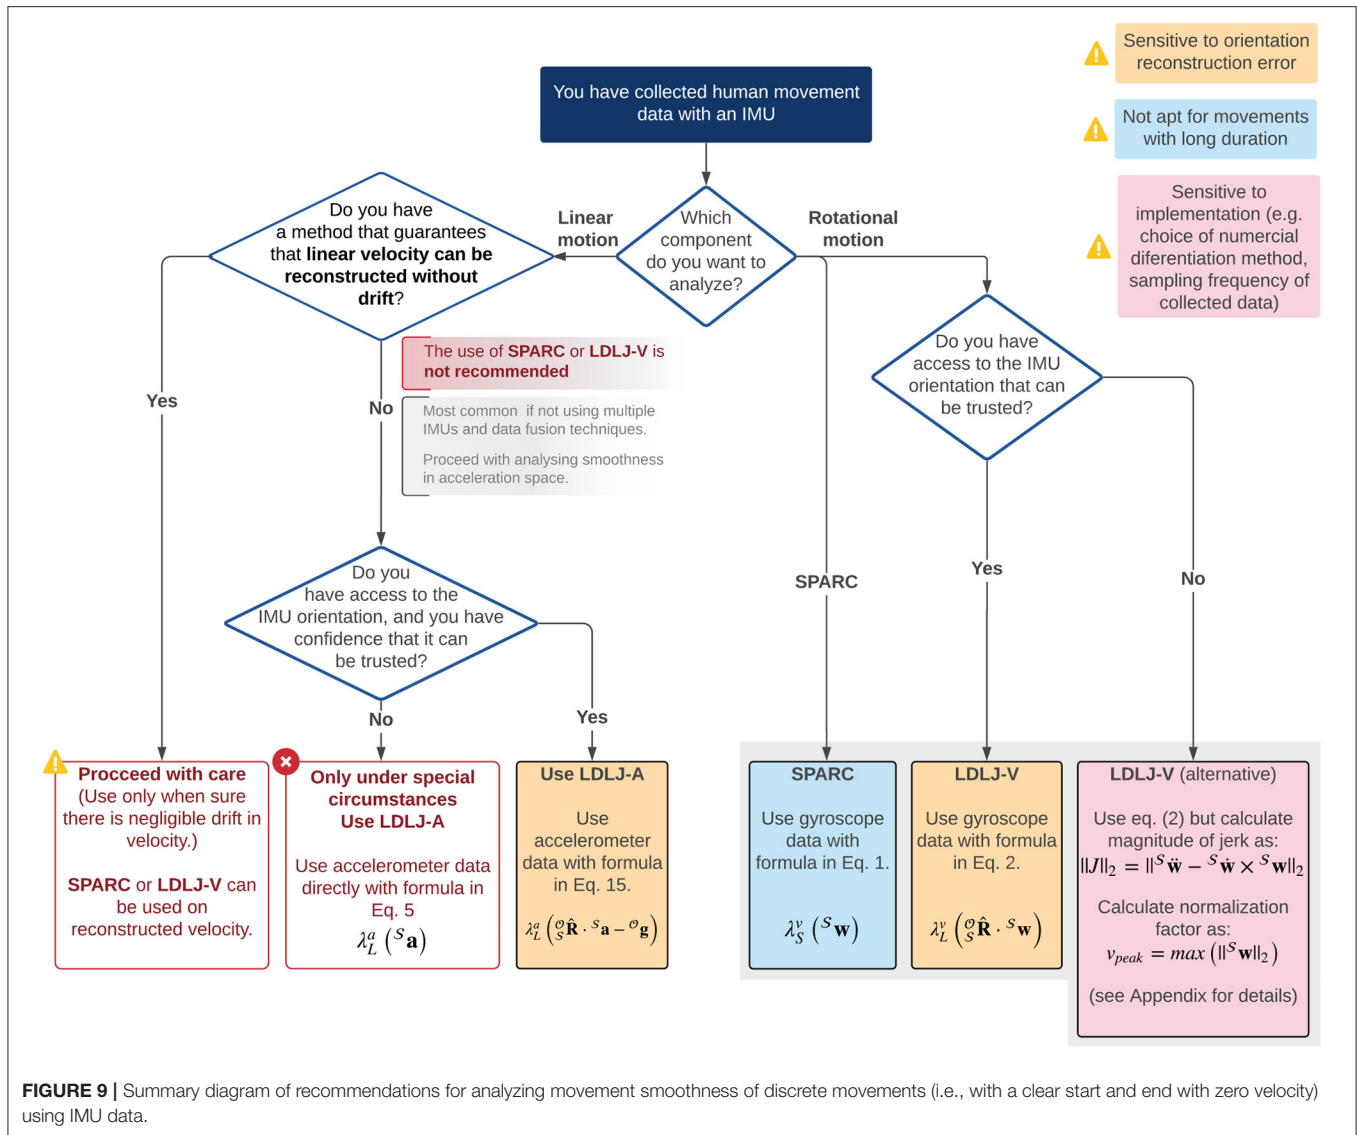 Sensitive to orientation
reconstruction error
Not apt for movements
with long duration
Sensitive to
implementation (e.g.
choice of numercial
diferentiation method,
sampling frequency of
collected data)
You have collected human movement
data with an IMU
Which
component
do you want to
analyze?
Linear
motion
Rotational
motion
Do you have
a method that guarantees
that linear velocity can be
reconstructed without
drift?
The use of SPARC or LDLJ-V is
not recommended
Most common if not using multiple
IMUs and data fusion techniques.
Proceed with analysing smoothness
in acceleration space.
Yes
No
Do you have
access to the IMU
orientation that can
be trusted?
Do you
have access to the
IMU orientation, and you have
confidence that it can
be trusted?
SPARC
Yes
No
No
Yes
Procceed with care
(Use only when sure
there is negligible drift in
velocity.)
SPARC or LDLJ-V can
be used on
reconstructed velocity.
Only under special
circumstances
Use LDLJ-A
Use accelerometer data
directly with formula in
Eq. 5
λ_L^a (^S a)
Use LDLJ-A
Use
accelerometer
data with formula
in Eq. 15.
λ_L^a (^O_S R̂ · ^S a − ^O g)
SPARC
Use gyroscope
data with
formula in Eq. 1.
λ_S^v (^S w)
LDLJ-V
Use gyroscope
data with formula
in Eq. 2.
λ_L^v (^O_S R̂ · ^S w)
LDLJ-V (alternative)
Use eq. (2) but calculate
magnitude of jerk as:
||J||₂ = ||^S ẅ − ^S ẇ × ^S w||₂
Calculate normalization
factor as:
v_peak = max (||^S w||₂)
(see Appendix for details)
FIGURE 9 | Summary diagram of recommendations for analyzing movement smoothness of discrete movements (i.e., with a clear start and end with zero velocity)
using IMU data.